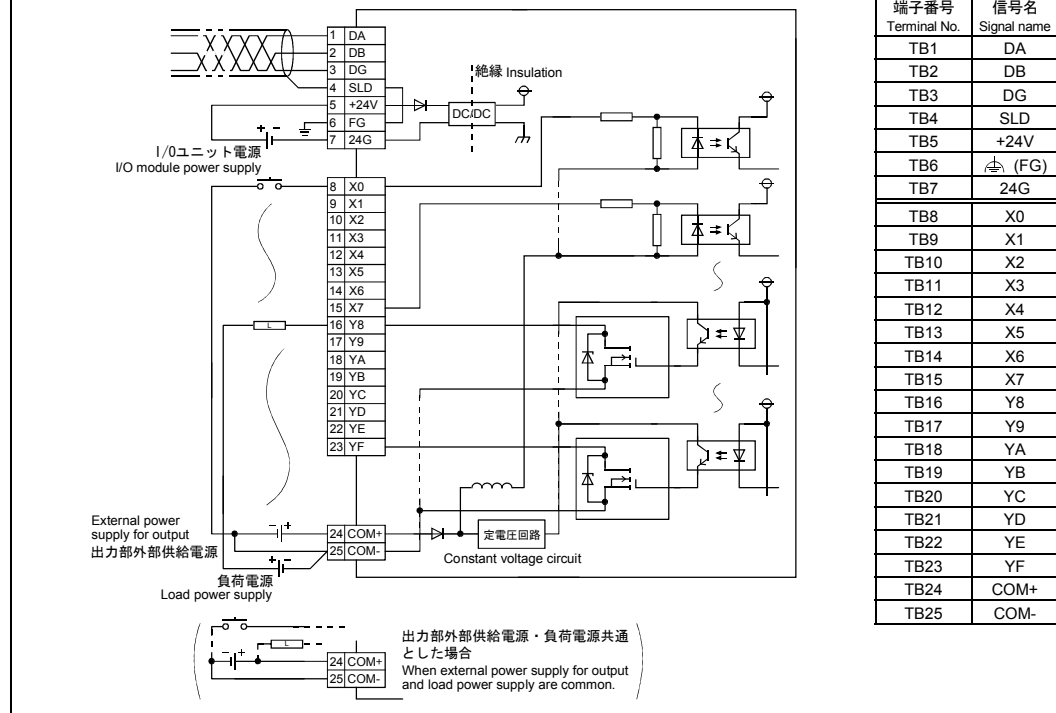 1 DA
2 DB
3 DG
4 SLD
5 +24V
6 FG
7 24G
絶縁 Insulation
DC/DC
+
-
I/0ユニット電源
I/O module power supply
8 X0
9 X1
10 X2
11 X3
12 X4
13 X5
14 X6
15 X7
16 Y8
17 Y9
18 YA
19 YB
20 YC
21 YD
22 YE
23 YF
L
External power
supply for output
出力部外部供給電源
- +
24 COM+
25 COM-
定電圧回路
Constant voltage circuit
+
-
負荷電源
Load power supply
L
- +
24 COM+
25 COM-
出力部外部供給電源・負荷電源共通
とした場合
When external power supply for output
and load power supply are common.
端子番号 信号名
Terminal No. Signal name
TB1 DA
TB2 DB
TB3 DG
TB4 SLD
TB5 +24V
TB6 (FG)
TB7 24G
TB8 X0
TB9 X1
TB10 X2
TB11 X3
TB12 X4
TB13 X5
TB14 X6
TB15 X7
TB16 Y8
TB17 Y9
TB18 YA
TB19 YB
TB20 YC
TB21 YD
TB22 YE
TB23 YF
TB24 COM+
TB25 COM-